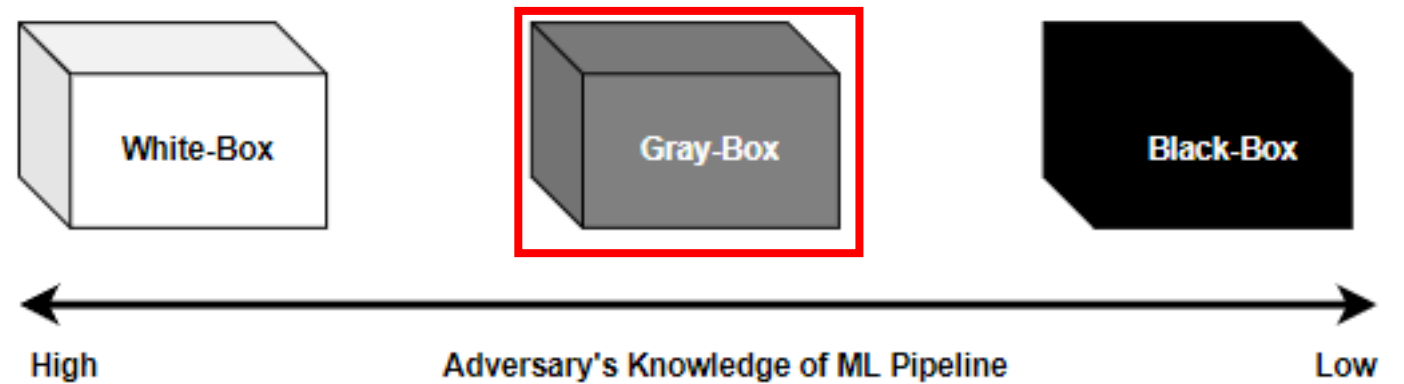 White-Box
Gray-Box
Black-Box
High
Adversary's Knowledge of ML Pipeline
Low